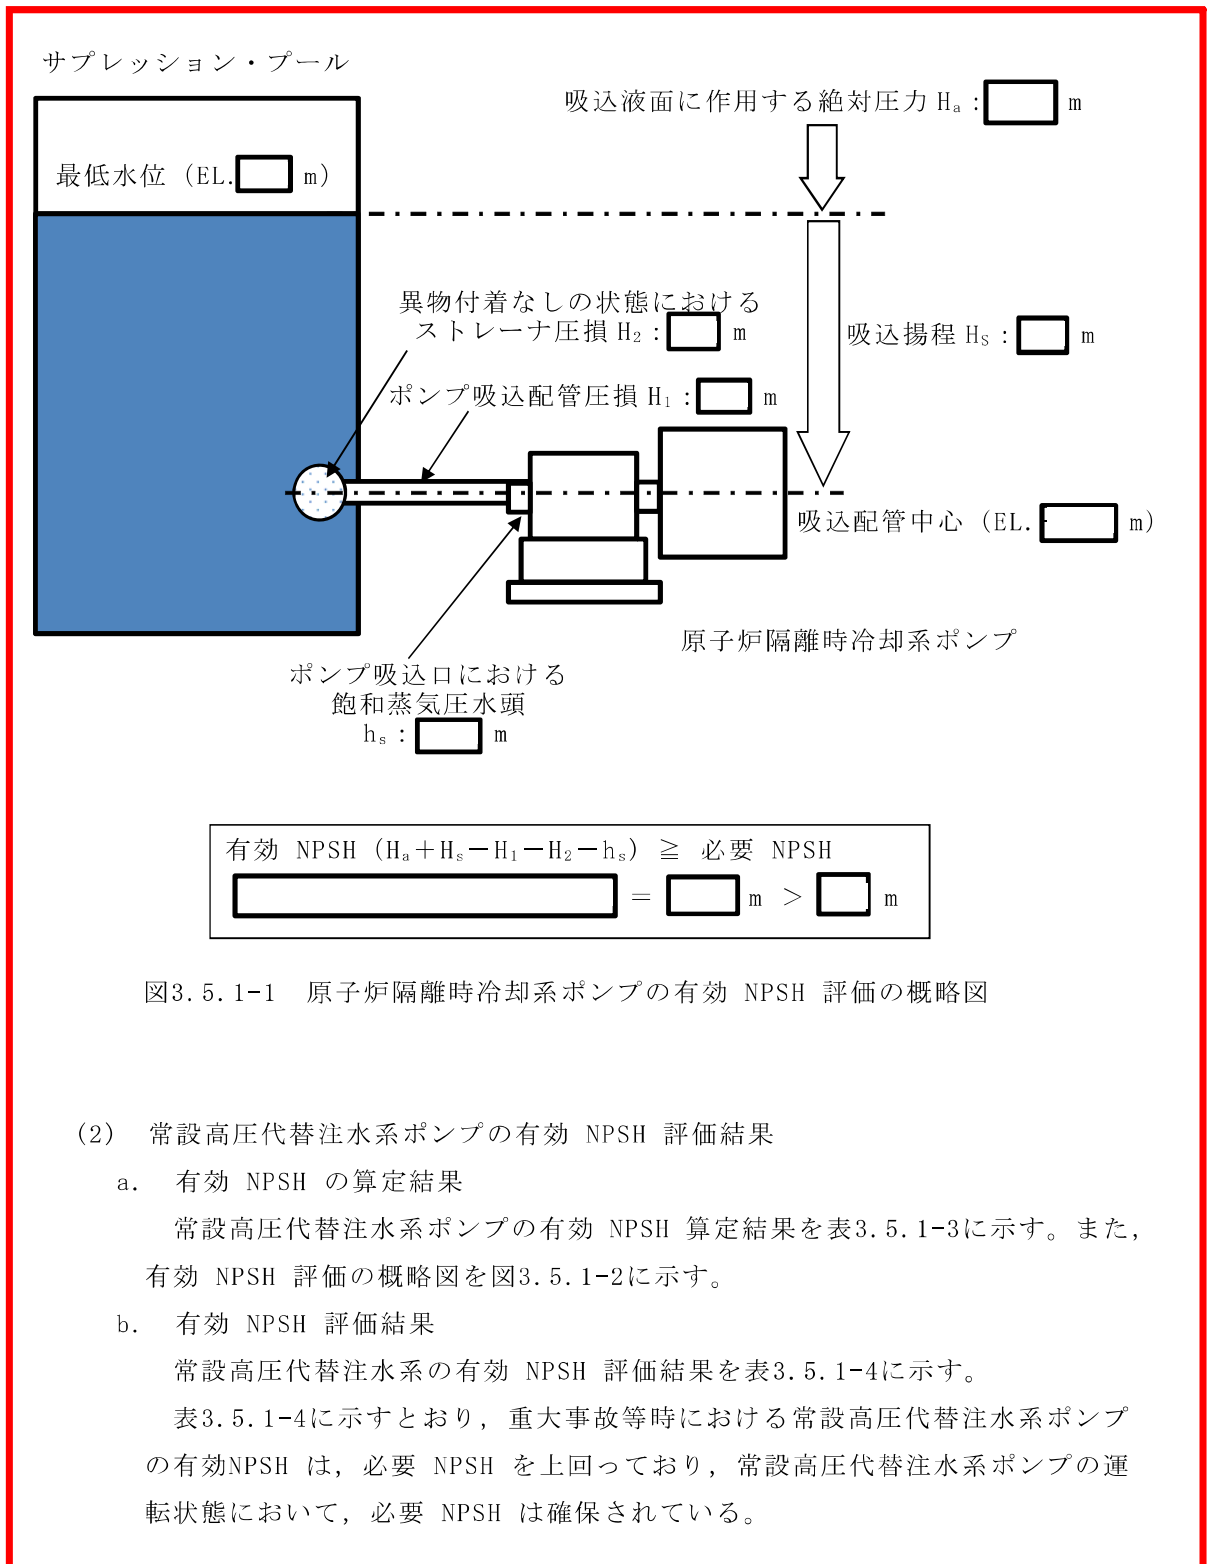 サプレッション・プール
吸込液面に作用する絶対圧力 Hₐ : m
最低水位 (EL. m)
異物付着なしの状態における
ストレーナ圧損 H₂ : m
吸込揚程 Hs : m
ポンプ吸込配管圧損 H₁ : m
吸込配管中心 (EL. m)
原子炉隔離時冷却系ポンプ
ポンプ吸込口における
飽和蒸気圧水頭
hₛ : m
有効 NPSH (Hₐ+Hₛ-H₁-H₂-hₛ) ≧ 必要 NPSH
= m > m
図3.5.1-1 原子炉隔離時冷却系ポンプの有効 NPSH 評価の概略図
(2) 常設高圧代替注水系ポンプの有効 NPSH 評価結果
a. 有効 NPSH の算定結果
常設高圧代替注水系ポンプの有効 NPSH 算定結果を表3.5.1-3に示す。また,
有効 NPSH 評価の概略図を図3.5.1-2に示す。
b. 有効 NPSH 評価結果
常設高圧代替注水系の有効 NPSH 評価結果を表3.5.1-4に示す。
表3.5.1-4に示すとおり, 重大事故等時における常設高圧代替注水系ポンプ
の有効NPSH は, 必要 NPSH を上回っており, 常設高圧代替注水系ポンプの運
転状態において, 必要 NPSH は確保されている。